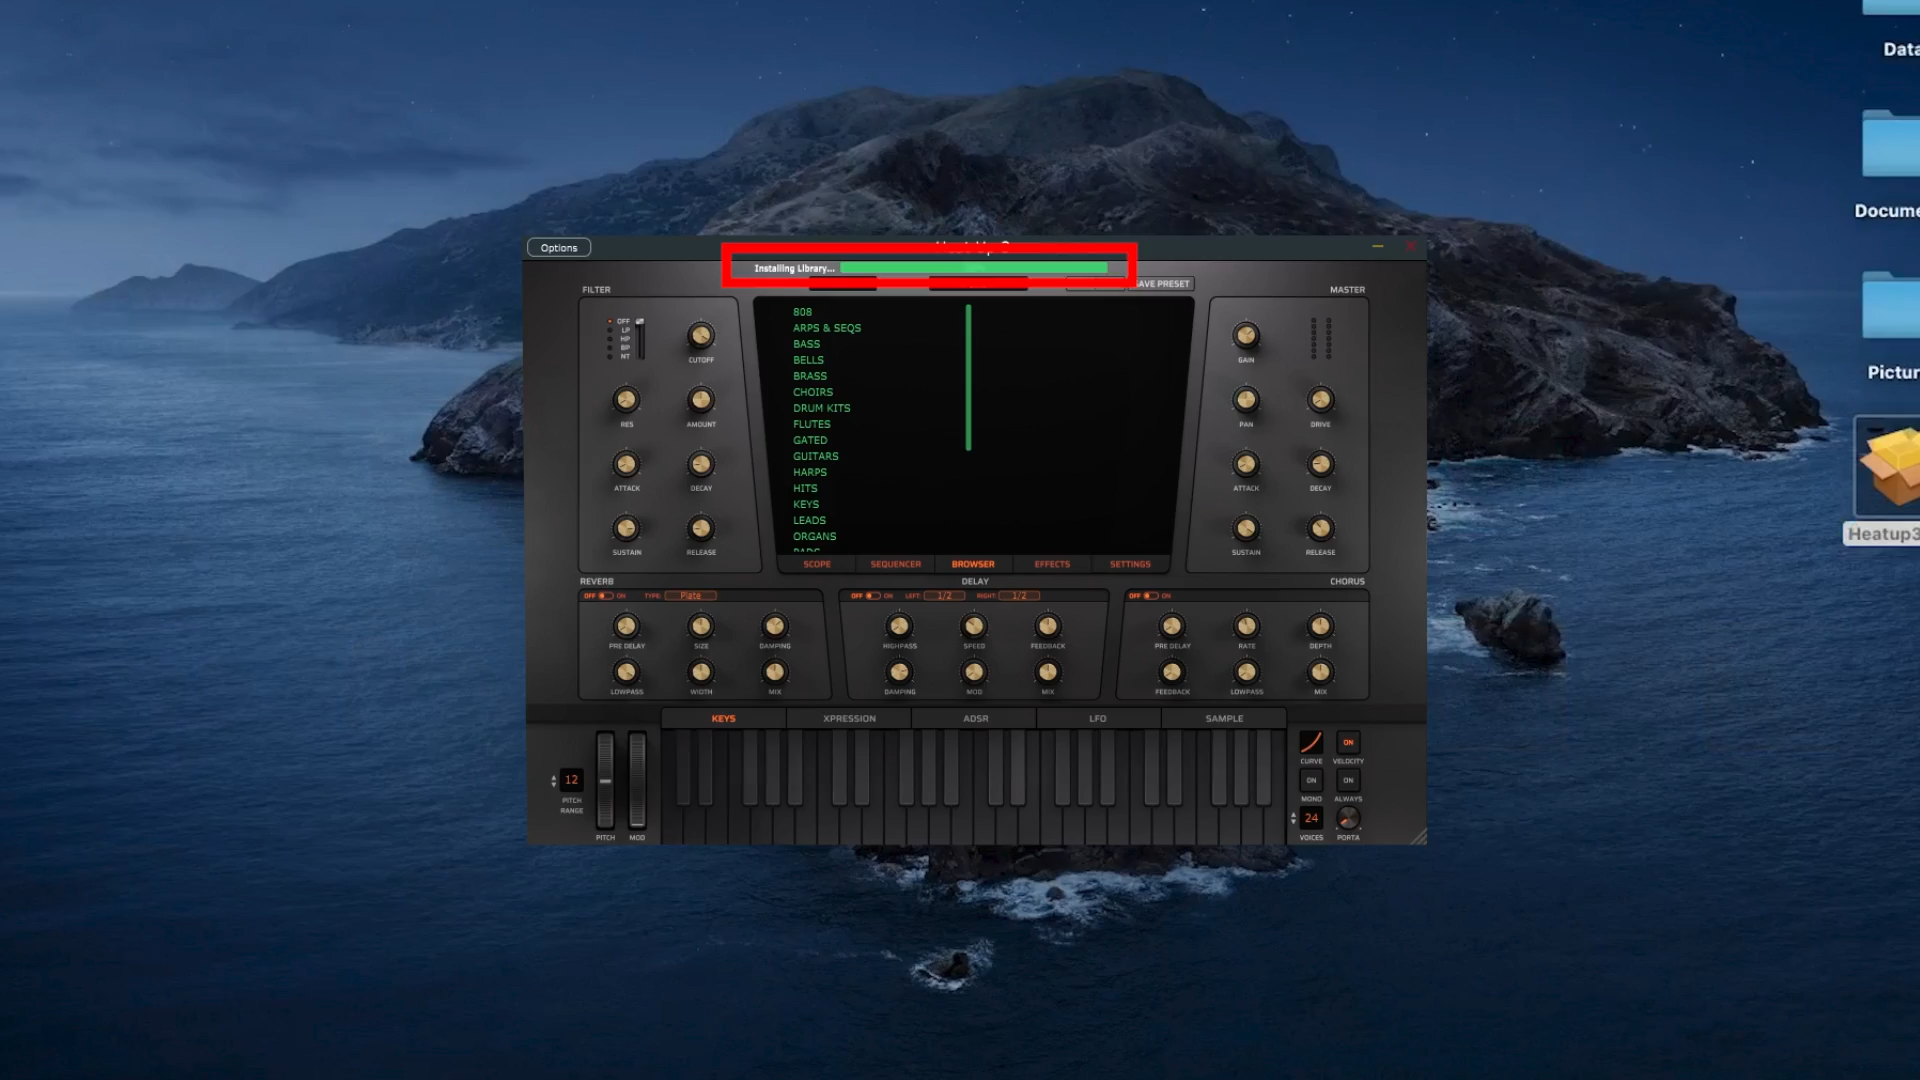 Data
Docume
Pictur
Heatup3
Options
Installing Library...
SAVE PRESET
FILTER
MASTER
OFF
LP
HP
BP
NT
CUTOFF
RES
AMOUNT
ATTACK
DECAY
SUSTAIN
RELEASE
808
ARPS & SEQS
BASS
BELLS
BRASS
CHOIRS
DRUM KITS
FLUTES
GATED
GUITARS
HARPS
HITS
KEYS
LEADS
ORGANS
PADS
GAIN
PAN
DRIVE
ATTACK
DECAY
SUSTAIN
RELEASE
SCOPE
SEQUENCER
BROWSER
EFFECTS
SETTINGS
REVERB
DELAY
CHORUS
OFF ON TYPE: Plate
OFF ON LEFT: 1/2 RIGHT: 1/2
OFF ON
PRE DELAY
SIZE
DAMPING
HIGHPASS
SPEED
FEEDBACK
PRE DELAY
RATE
DEPTH
LOWPASS
WIDTH
MIX
DAMPING
MOD
MIX
FEEDBACK
LOWPASS
MIX
KEYS
XPRESSION
ADSR
LFO
SAMPLE
12
PITCH
RANGE
PITCH
MOD
ON
CURVE
VELOCITY
ON
ON
MONO
ALWAYS
24
VOICES
PORTA